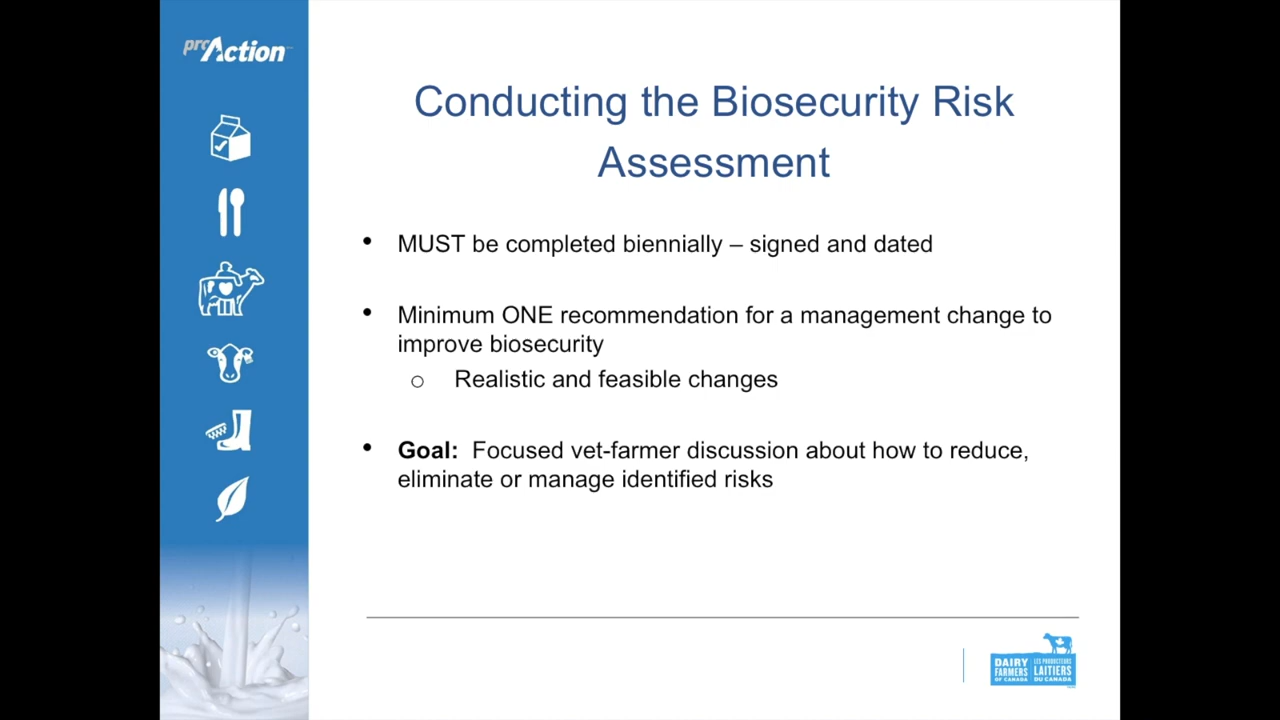 proAction
Conducting the Biosecurity Risk
Assessment
• MUST be completed biennially – signed and dated
• Minimum ONE recommendation for a management change to
improve biosecurity
o Realistic and feasible changes
• Goal: Focused vet-farmer discussion about how to reduce,
eliminate or manage identified risks
DAIRY
FARMERS
OF CANADA
LES PRODUCTEURS
LAITIERS
DU CANADA